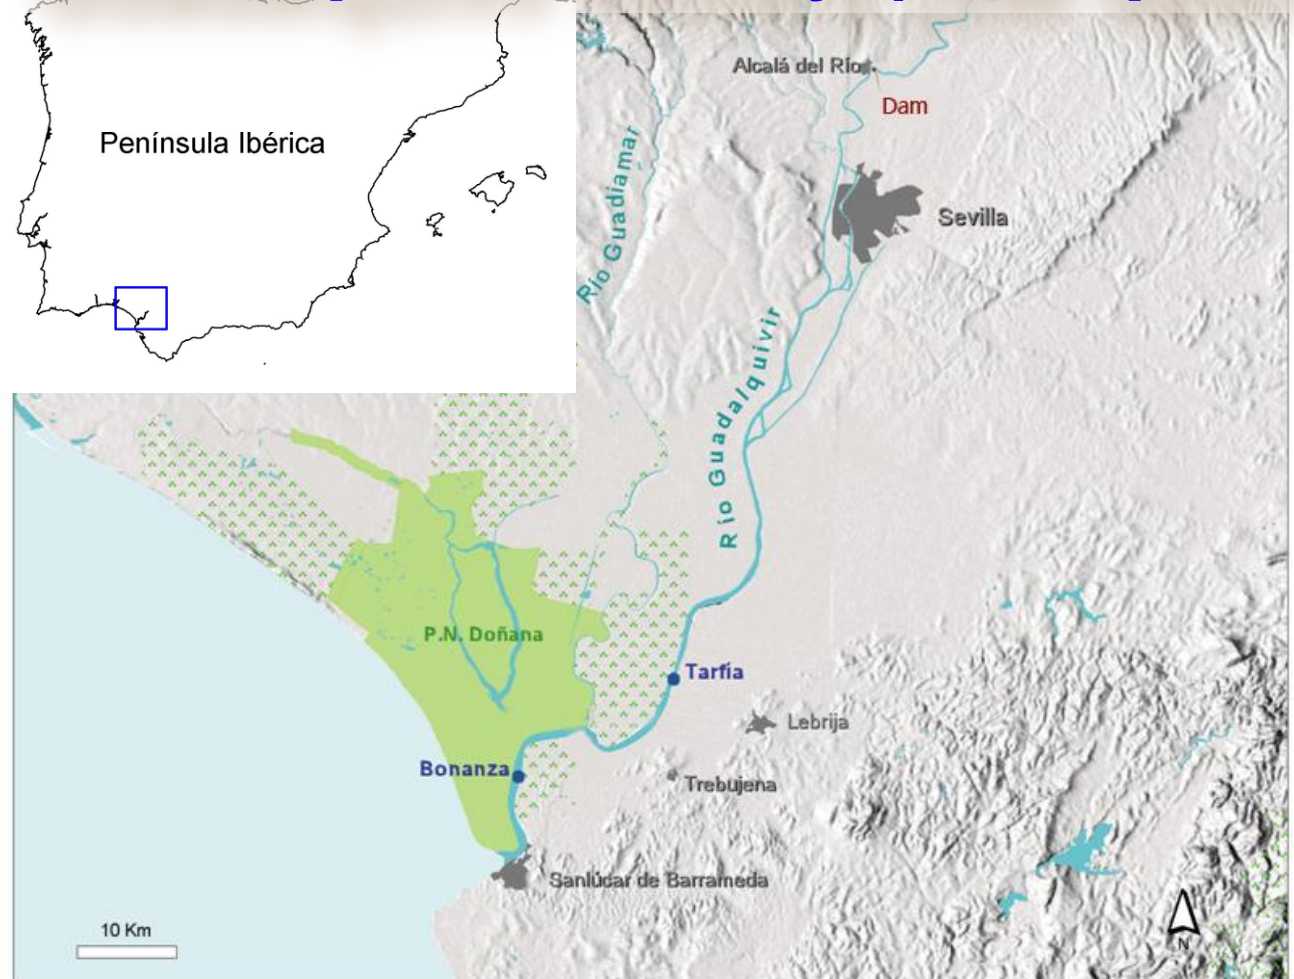 Península Ibérica
Alcalá del Río
Dam
Río Guadiamar
Sevilla
Río Guadalquivir
P.N. Doñana
Tarfía
Lebrija
Bonanza
Trebujena
Sanlúcar de Barrameda
10 Km
N